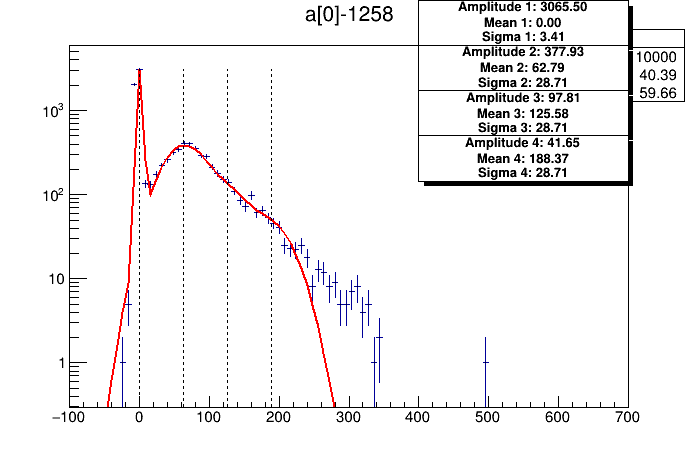 a[0]-1258
Amplitude 1: 3065.50
Mean 1: 0.00
Sigma 1: 3.41
Amplitude 2: 377.93
Mean 2: 62.79
Sigma 2: 28.71
Amplitude 3: 97.81
Mean 3: 125.58
Sigma 3: 28.71
Amplitude 4: 41.65
Mean 4: 188.37
Sigma 4: 28.71
10000
40.39
59.66
10³
10²
10
1
−100 0 100 200 300 400 500 600 700